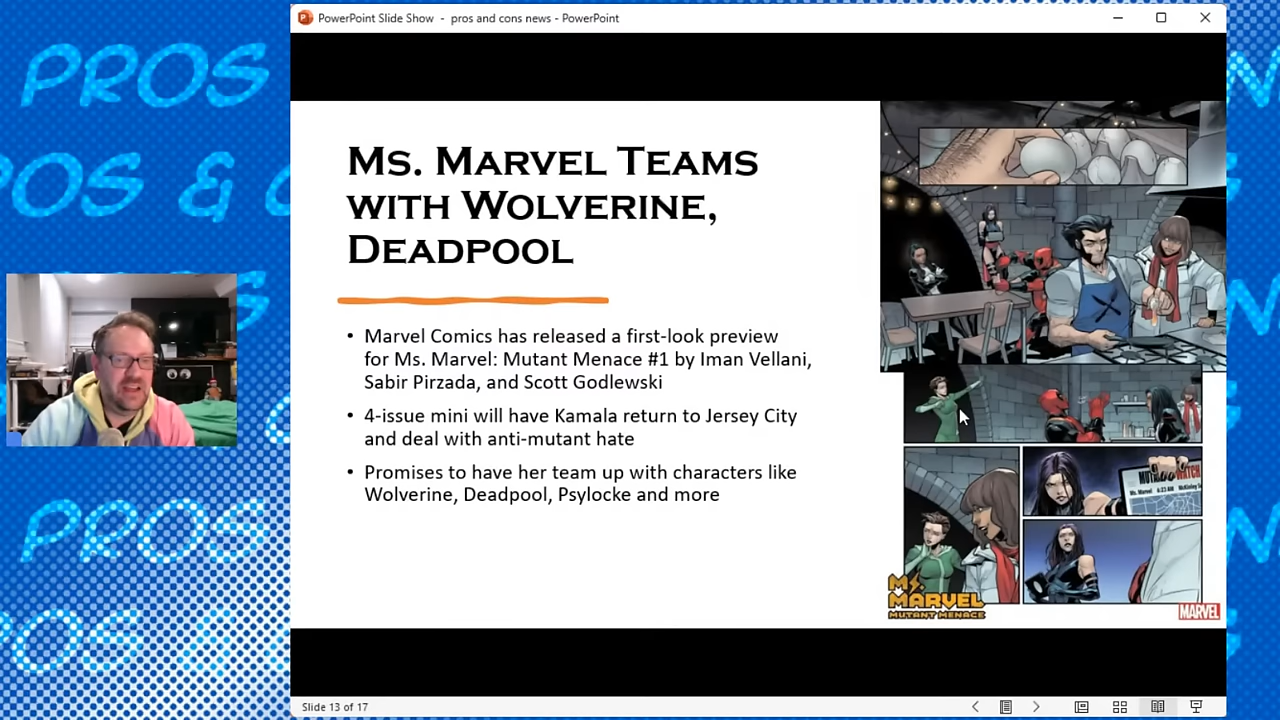 PowerPoint Slide Show - pros and cons news - PowerPoint
PROS
POS & C
PROS
Ms. Marvel Teams
with Wolverine,
Deadpool
• Marvel Comics has released a first-look preview
for Ms. Marvel: Mutant Menace #1 by Iman Vellani,
Sabir Pirzada, and Scott Godlewski
• 4-issue mini will have Kamala return to Jersey City
and deal with anti-mutant hate
• Promises to have her team up with characters like
Wolverine, Deadpool, Psylocke and more
Ms. Marvel
MS.
MARVEL
MUTANT MENACE
MARVEL
Slide 13 of 17